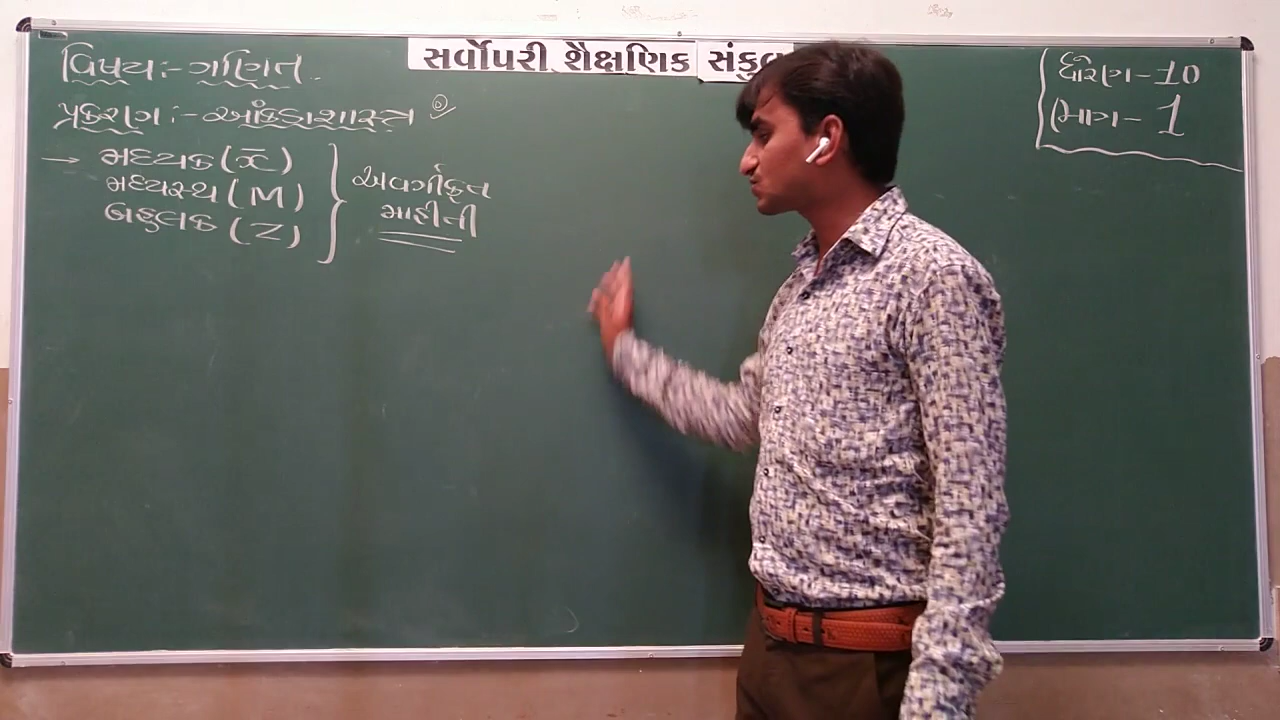 સર્વોપરી શૈક્ષણિક સંકુલ
વિષય:- ગણિત
પ્રકરણ:- આંકડાશાસ્ત્ર
→ મધ્યક (x̄)
મધ્યસ્થ (M)
બહુલક (Z)
અવર્ગીકૃત
માહીતી
ધોરણ - 10
ભાગ - 1